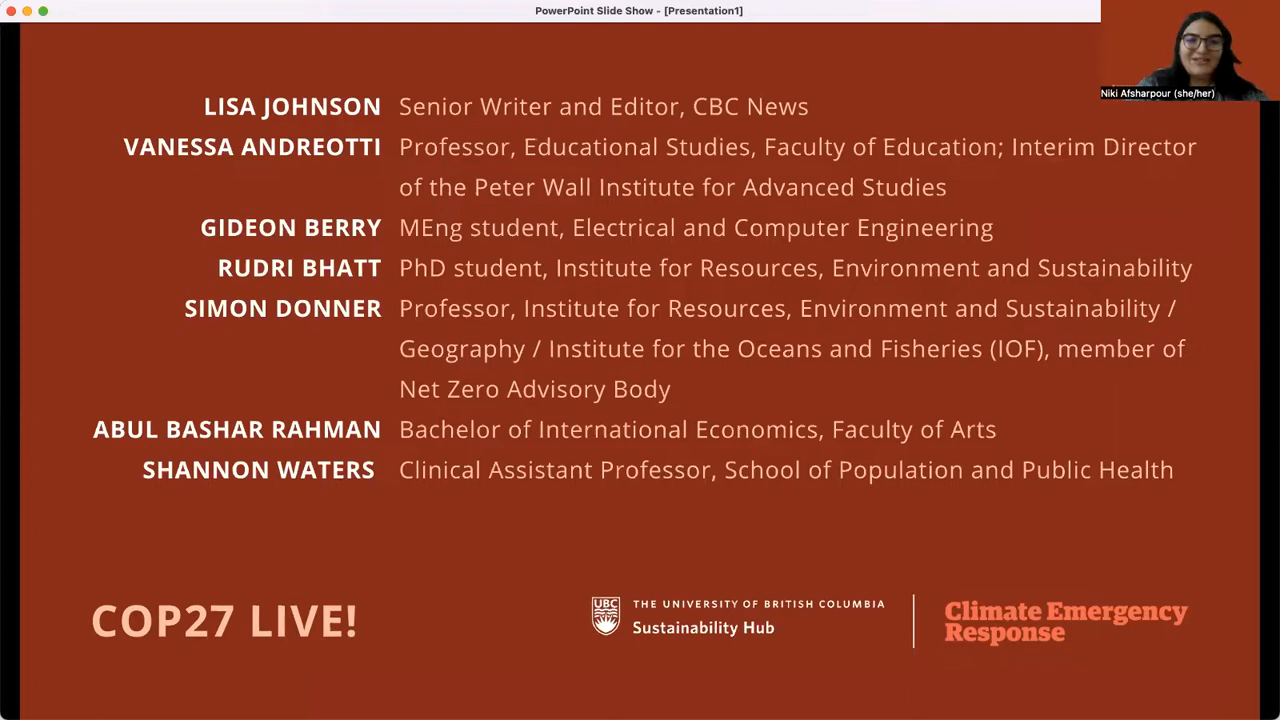 PowerPoint Slide Show - [Presentation1]
Niki Afsharpour (she/her)
LISA JOHNSON Senior Writer and Editor, CBC News
VANESSA ANDREOTTI Professor, Educational Studies, Faculty of Education; Interim Director
of the Peter Wall Institute for Advanced Studies
GIDEON BERRY MEng student, Electrical and Computer Engineering
RUDRI BHATT PhD student, Institute for Resources, Environment and Sustainability
SIMON DONNER Professor, Institute for Resources, Environment and Sustainability /
Geography / Institute for the Oceans and Fisheries (IOF), member of
Net Zero Advisory Body
ABUL BASHAR RAHMAN Bachelor of International Economics, Faculty of Arts
SHANNON WATERS Clinical Assistant Professor, School of Population and Public Health
COP27 LIVE!
UBC
THE UNIVERSITY OF BRITISH COLUMBIA
Sustainability Hub
Climate Emergency
Response